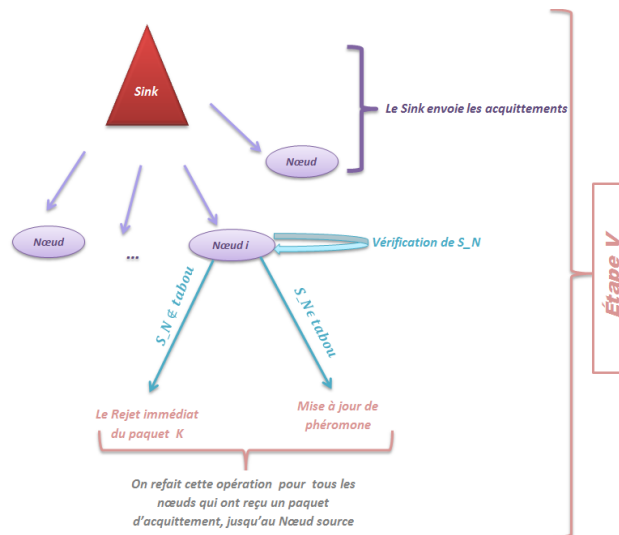 Sink
Le Sink envoie les acquittements
Nœud
Nœud
...
Nœud i
Vérification de S_N
S_N ∉ tabou
S_N ϵ tabou
Le Rejet immédiat
du paquet K
Mise à jour de
phéromone
On refait cette opération pour tous les
nœuds qui ont reçu un paquet
d'acquittement, jusqu'au Nœud source
Étape V